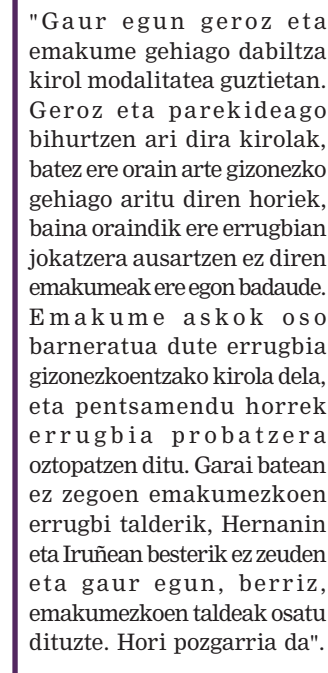 "Gaur egun geroz eta
emakume gehiago dabiltza
kirol modalitatea guztietan.
Geroz eta parekideago
bihurtzen ari dira kirolak,
batez ere orain arte gizonezko
gehiago aritu diren horiek,
baina oraindik ere errugbian
jokatzera ausartzen ez diren
emakumeak ere egon badaude.
Emakume askok oso
barneratua dute errugbia
gizonezkoentzako kirola dela,
eta pentsamendu horrek
errugbia probatzera
oztopatzen ditu. Garai batean
ez zegoen emakumezkoen
errugbi talderik, Hernanin
eta Iruñean besterik ez zeuden
eta gaur egun, berriz,
emakumezkoen taldeak osatu
dituzte. Hori pozgarria da".